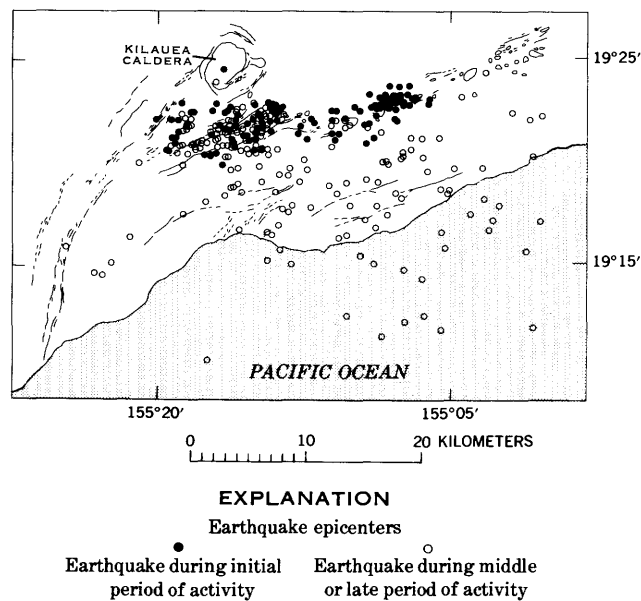 KILAUEA
CALDERA
19°25'
19°15'
PACIFIC OCEAN
155°20'
155°05'
0 10 20 KILOMETERS
EXPLANATION
Earthquake epicenters
Earthquake during initial
period of activity
Earthquake during middle
or late period of activity